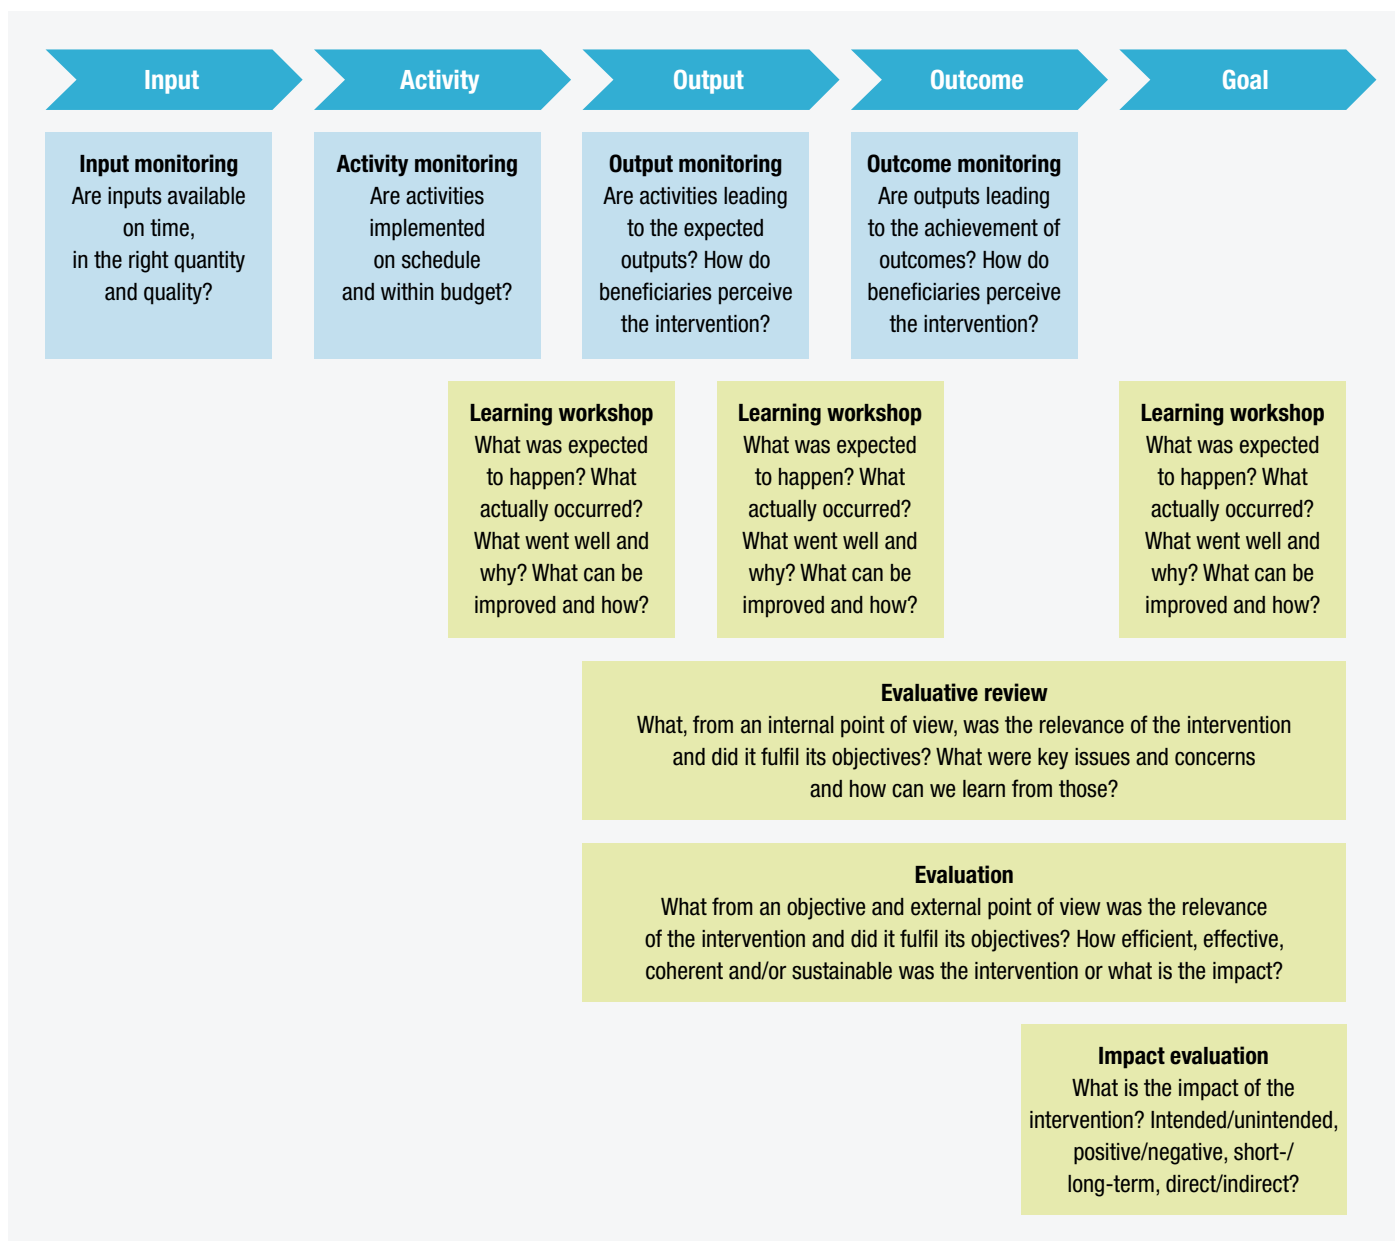 Input
Activity
Output
Outcome
Goal
Input monitoring
Are inputs available
on time,
in the right quantity
and quality?
Activity monitoring
Are activities
implemented
on schedule
and within budget?
Output monitoring
Are activities leading
to the expected
outputs? How do
beneficiaries perceive
the intervention?
Outcome monitoring
Are outputs leading
to the achievement of
outcomes? How do
beneficiaries perceive
the intervention?
Learning workshop
What was expected
to happen? What
actually occurred?
What went well and
why? What can be
improved and how?
Learning workshop
What was expected
to happen? What
actually occurred?
What went well and
why? What can be
improved and how?
Learning workshop
What was expected
to happen? What
actually occurred?
What went well and
why? What can be
improved and how?
Evaluative review
What, from an internal point of view, was the relevance of the intervention
and did it fulfil its objectives? What were key issues and concerns
and how can we learn from those?
Evaluation
What from an objective and external point of view was the relevance
of the intervention and did it fulfil its objectives? How efficient, effective,
coherent and/or sustainable was the intervention or what is the impact?
Impact evaluation
What is the impact of the
intervention? Intended/unintended,
positive/negative, short-/
long-term, direct/indirect?